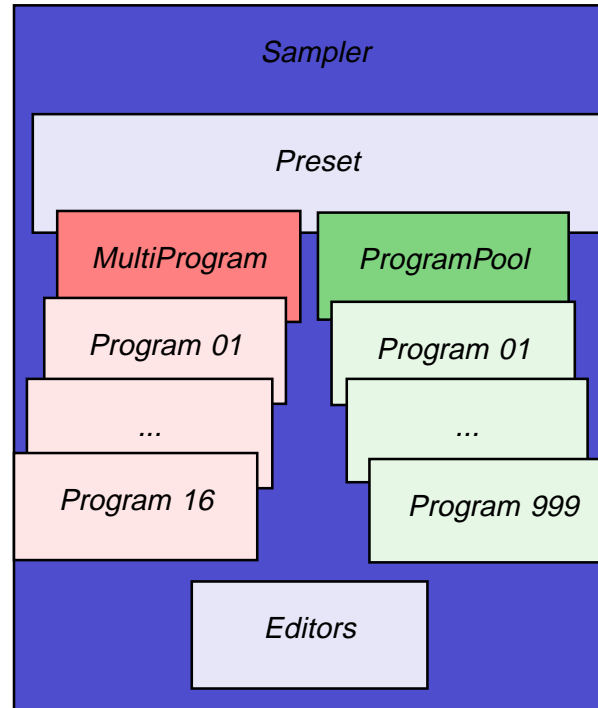 Sampler
Preset
MultiProgram
ProgramPool
Program 01
Program 01
...
...
Program 16
Program 999
Editors